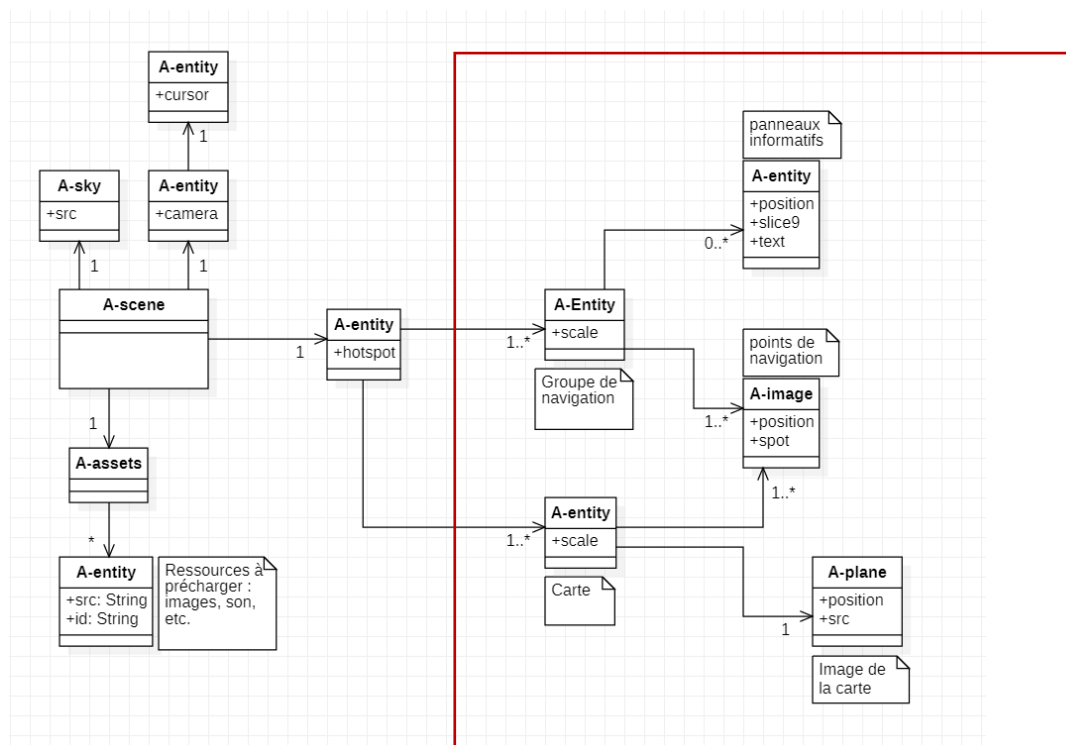 A-entity
+cursor
1
A-sky
+src
A-entity
+camera
1
1
A-scene
1
A-entity
+hotspot
1
A-assets
*
A-entity
+src: String
+id: String
Ressources à
précharger :
images, son,
etc.
panneaux
informatifs
A-entity
+position
+slice9
+text
0..*
A-Entity
+scale
1..*
Groupe de
navigation
points de
navigation
A-image
+position
+spot
1..*
1..*
A-entity
+scale
1..*
Carte
A-plane
+position
+src
1
Image de
la carte